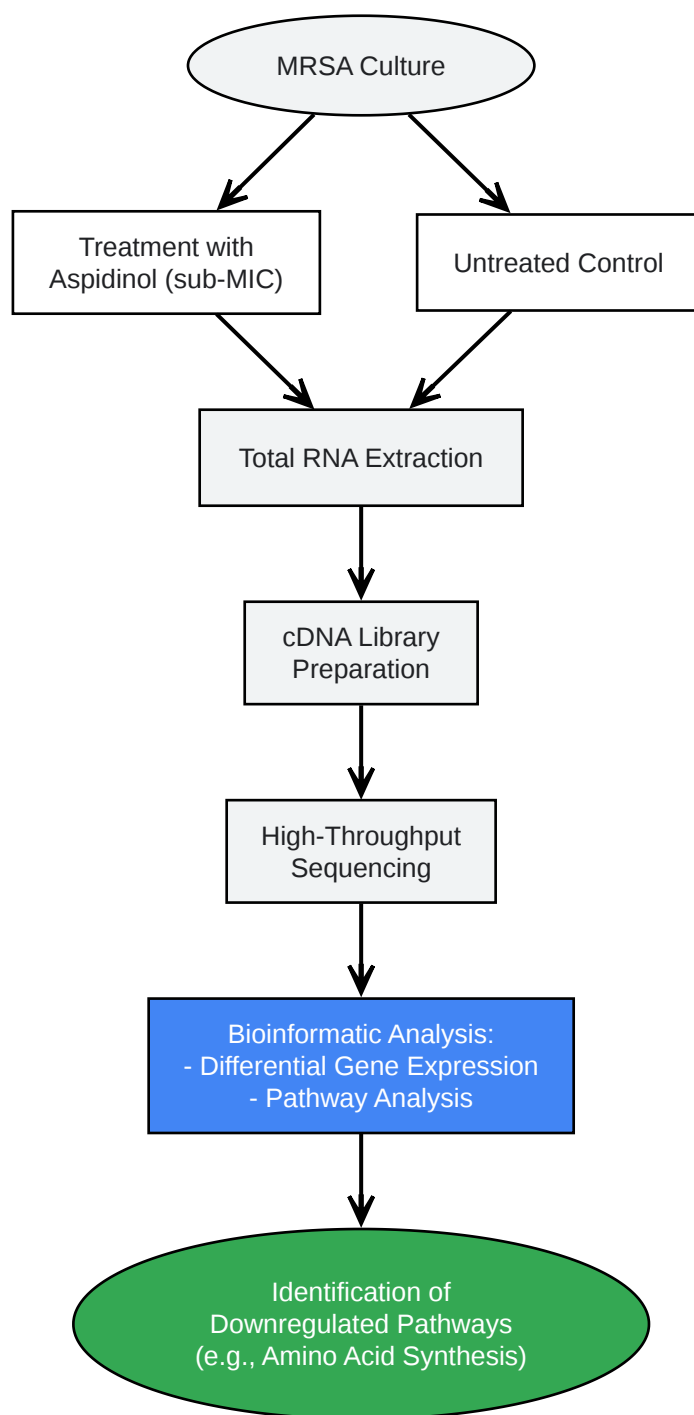 MRSA Culture
Treatment with
Aspidinol (sub-MIC)
Untreated Control
Total RNA Extraction
cDNA Library
Preparation
High-Throughput
Sequencing
Bioinformatic Analysis:
- Differential Gene Expression
- Pathway Analysis
Identification of
Downregulated Pathways
(e.g., Amino Acid Synthesis)